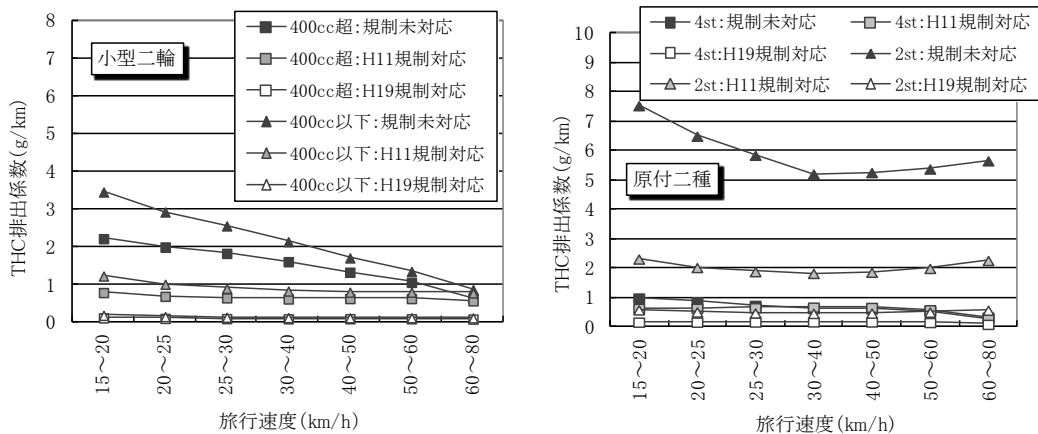 8
7
6
5
4
3
2
1
0
THC排出係数(g/km)
小型二輪
400cc超:規制未対応
400cc超:H11規制対応
400cc超:H19規制対応
400cc以下:規制未対応
400cc以下:H11規制対応
400cc以下:H19規制対応
15～20
20～25
25～30
30～40
40～50
50～60
60～80
旅行速度(km/h)
10
9
8
7
6
5
4
3
2
1
0
THC排出係数(g/km)
4st:規制未対応
4st:H11規制対応
4st:H19規制対応
2st:規制未対応
2st:H11規制対応
2st:H19規制対応
原付二種
15～20
20～25
25～30
30～40
40～50
50～60
60～80
旅行速度(km/h)